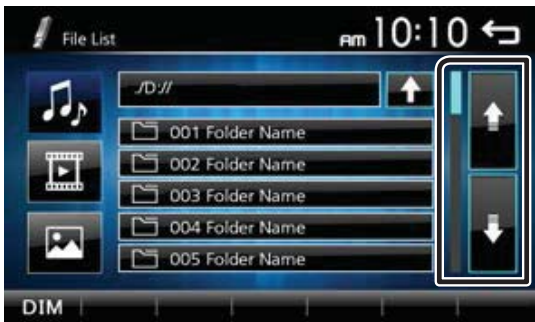 File List
AM 10:10
./D://
001 Folder Name
002 Folder Name
003 Folder Name
004 Folder Name
005 Folder Name
DIM